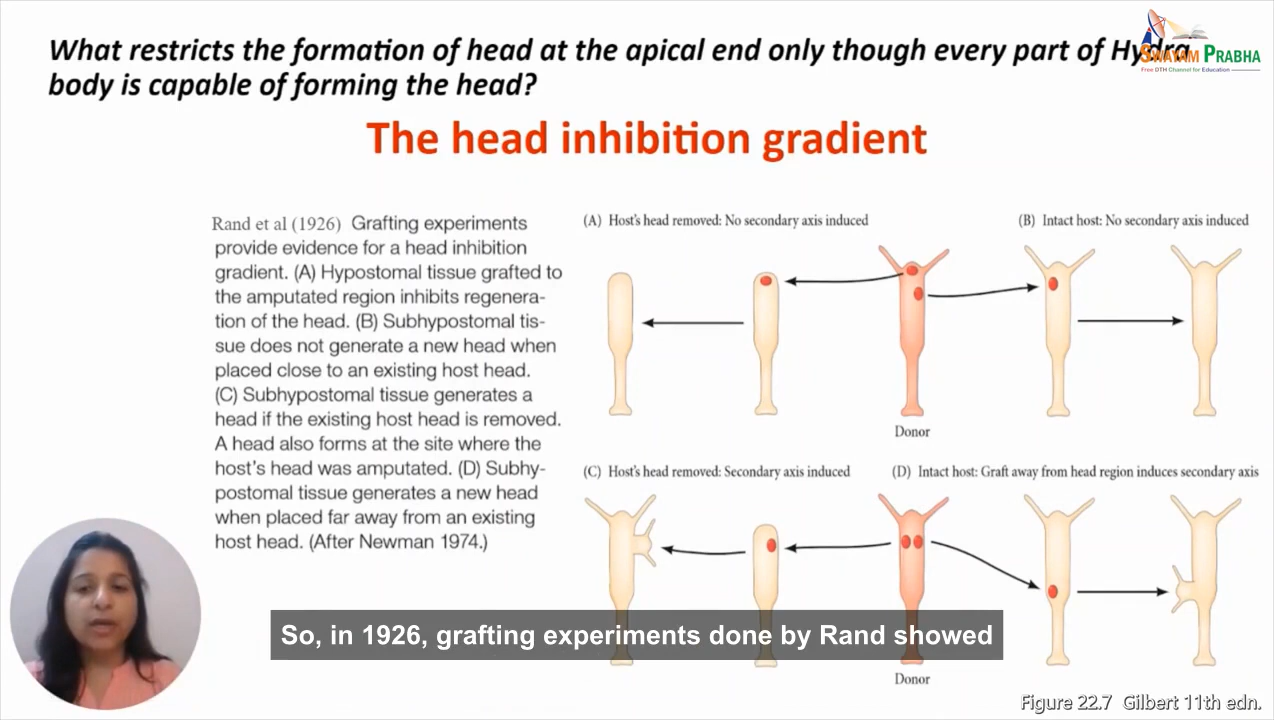 What restricts the formation of head at the apical end only though every part of Hydra
body is capable of forming the head?
SWAYAM PRABHA
Free DTH Channel for Education
The head inhibition gradient
Rand et al (1926) Grafting experiments
provide evidence for a head inhibition
gradient. (A) Hypostomal tissue grafted to
the amputated region inhibits regenera-
tion of the head. (B) Subhypostomal tis-
sue does not generate a new head when
placed close to an existing host head.
(C) Subhypostomal tissue generates a
head if the existing host head is removed.
A head also forms at the site where the
host's head was amputated. (D) Subhy-
postomal tissue generates a new head
when placed far away from an existing
host head. (After Newman 1974.)
(A) Host's head removed: No secondary axis induced
(B) Intact host: No secondary axis induced
Donor
(C) Host's head removed: Secondary axis induced
(D) Intact host: Graft away from head region induces secondary axis
Donor
So, in 1926, grafting experiments done by Rand showed
Figure 22.7 Gilbert 11th edn.